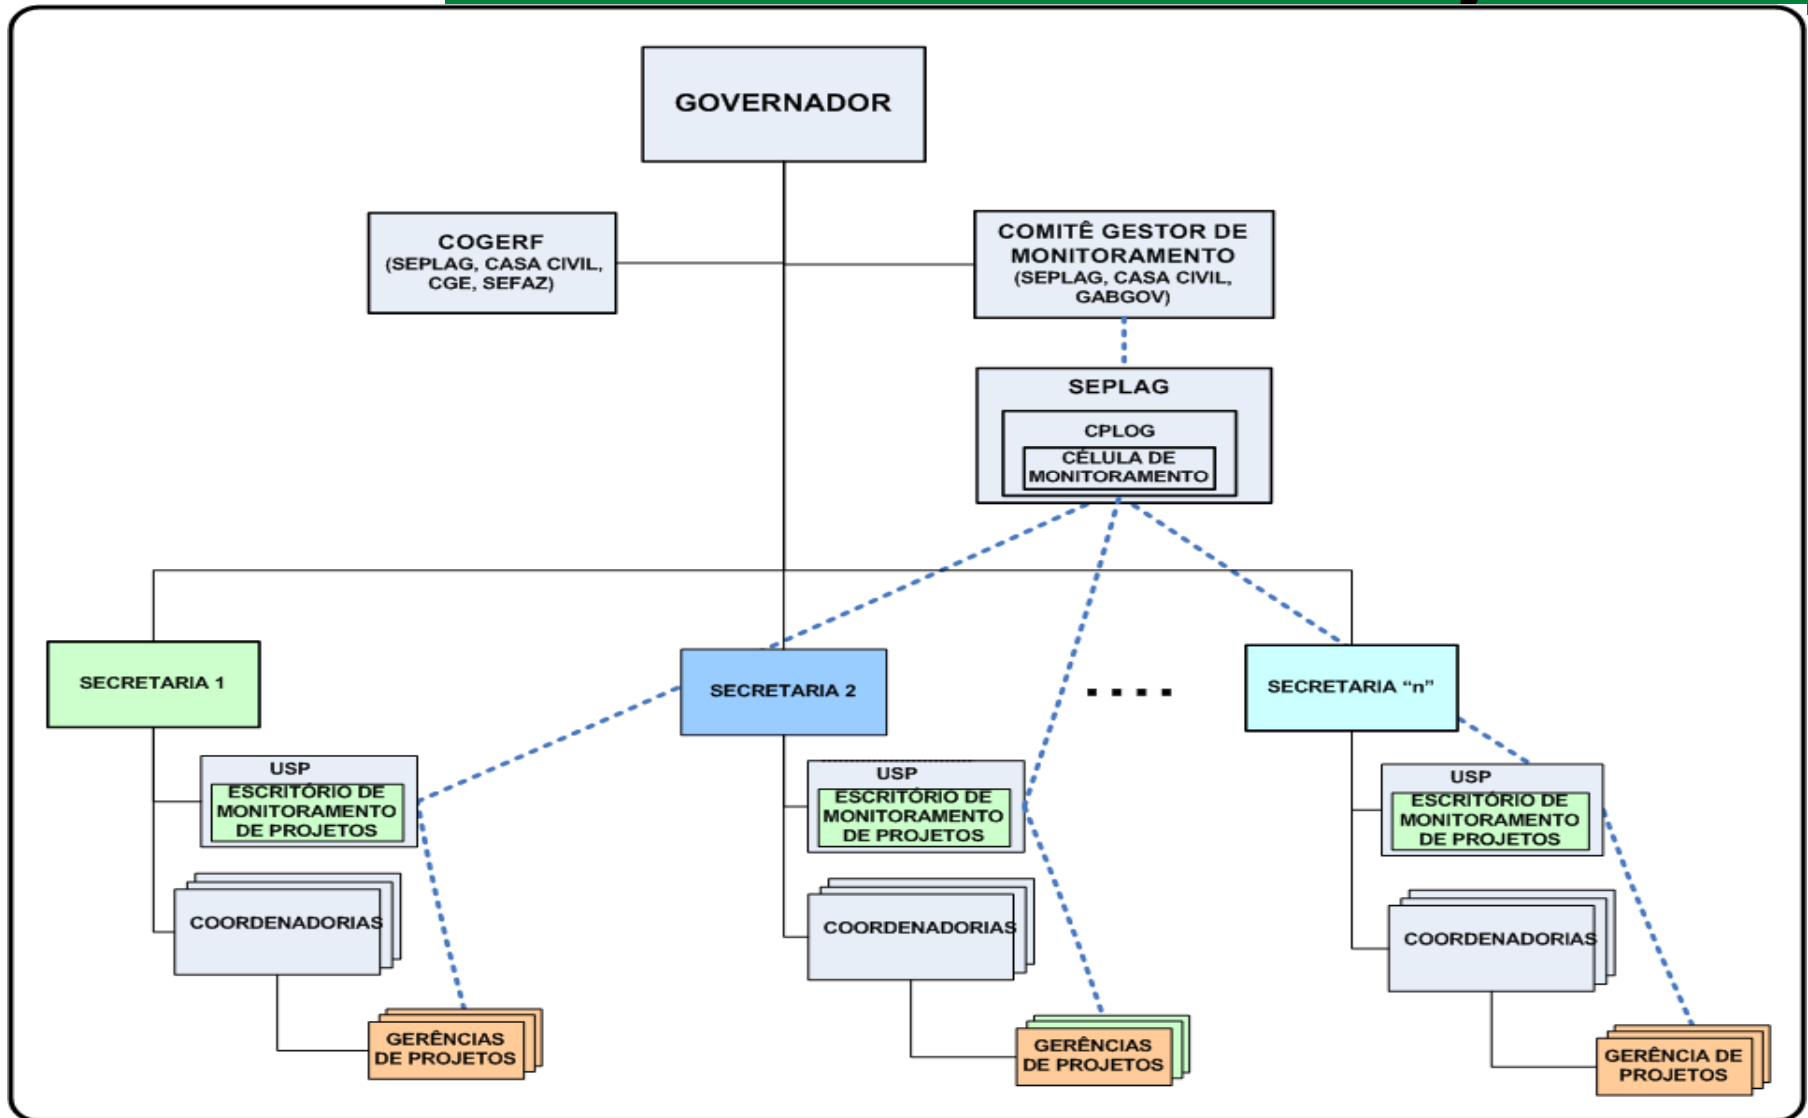 GOVERNADOR
COGERF
(SEPLAG, CASA CIVIL,
CGE, SEFAZ)
COMITÊ GESTOR DE
MONITORAMENTO
(SEPLAG, CASA CIVIL,
GABGOV)
SEPLAG
CPLOG
CÉLULA DE
MONITORAMENTO
SECRETARIA 1
SECRETARIA 2
SECRETARIA “n”
USP
ESCRITÓRIO DE
MONITORAMENTO
DE PROJETOS
USP
ESCRITÓRIO DE
MONITORAMENTO
DE PROJETOS
USP
ESCRITÓRIO DE
MONITORAMENTO
DE PROJETOS
COORDENADORIAS
COORDENADORIAS
COORDENADORIAS
GERÊNCIAS
DE PROJETOS
GERÊNCIAS
DE PROJETOS
GERÊNCIA DE
PROJETOS